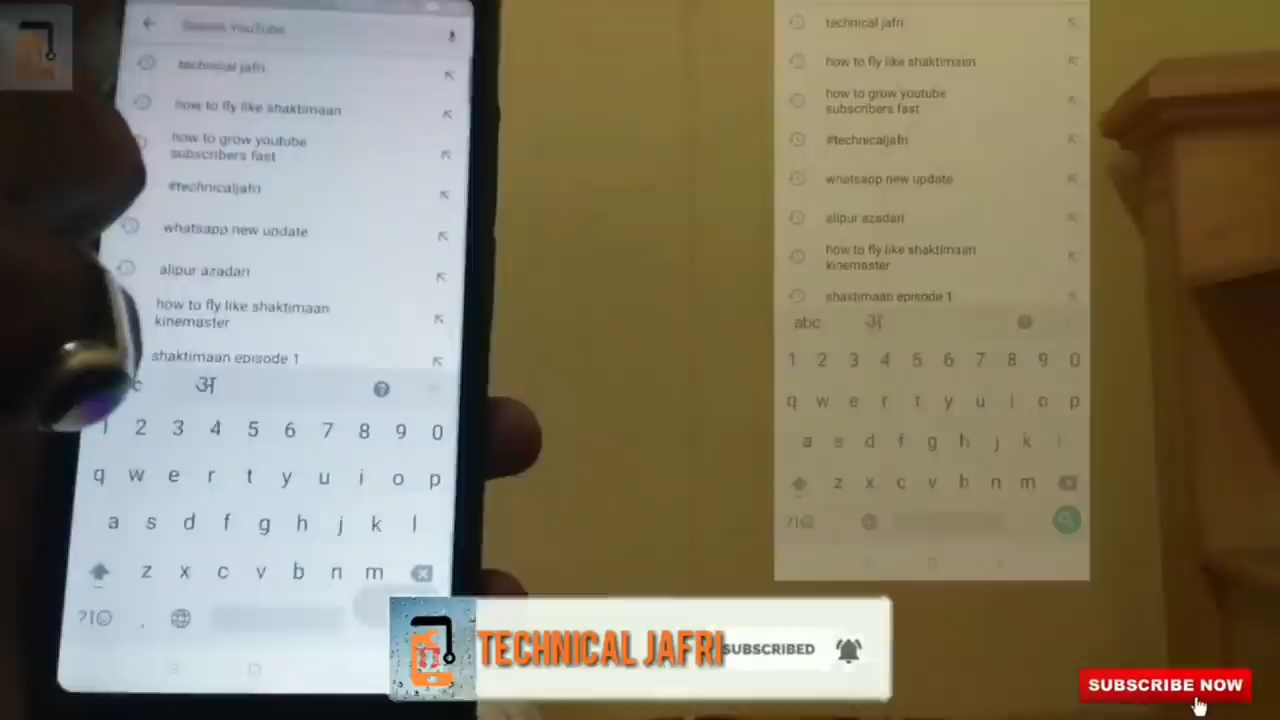 Search YouTube
technical jafri
how to fly like shaktimaan
how to grow youtube
subscribers fast
#technicaljafri
whatsapp new update
alipur azadari
how to fly like shaktimaan
kinemaster
shaktimaan episode 1
अ
1 2 3 4 5 6 7 8 9 0
q w e r t y u i o p
a s d f g h j k l
z x c v b n m
?1☺ ,
technical jafri
how to fly like shaktimaan
how to grow youtube
subscribers fast
#technicaljafri
whatsapp new update
alipur azadari
how to fly like shaktimaan
kinemaster
shaktimaan episode 1
abc अ
1 2 3 4 5 6 7 8 9 0
q w e r t y u i o p
a s d f g h j k l
z x c v b n m
?1☺
TECHNICAL JAFRI
SUBSCRIBED
SUBSCRIBE NOW